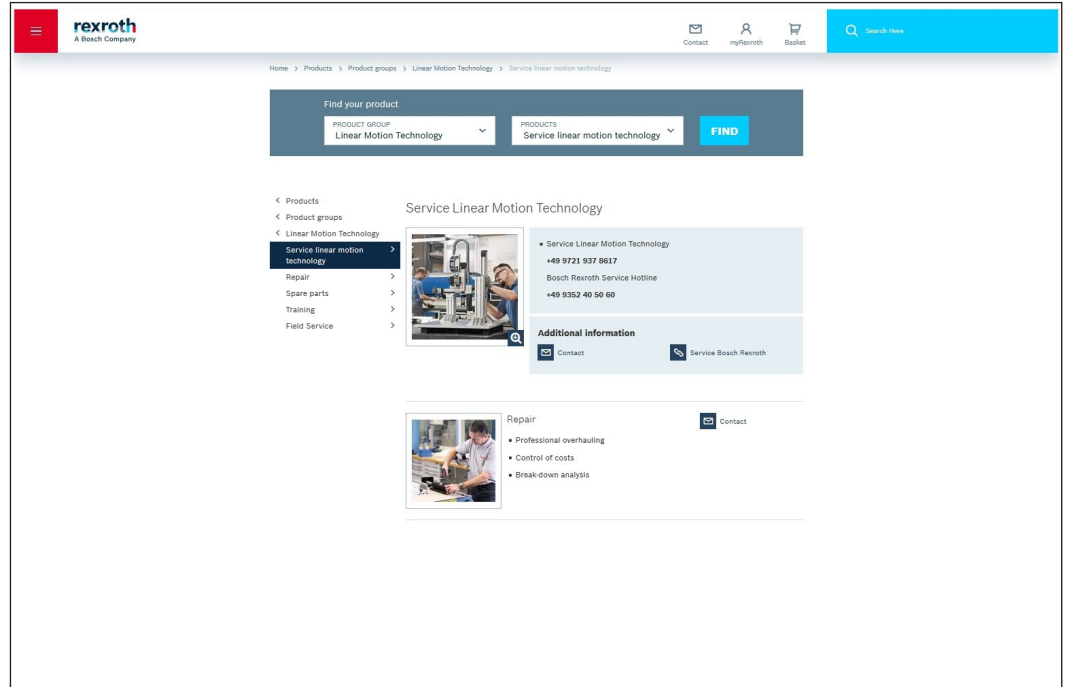 rexroth
A Bosch Company
Contact
myRexroth
Basket
Search Here
Home > Products > Product groups > Linear Motion Technology > Service linear motion technology
Find your product
PRODUCT GROUP
Linear Motion Technology
PRODUCTS
Service linear motion technology
FIND
Products
Product groups
Linear Motion Technology
Service linear motion
technology
Repair
Spare parts
Training
Field Service
Service Linear Motion Technology
• Service Linear Motion Technology
+49 9721 937 8617
Bosch Rexroth Service Hotline
+49 9352 40 50 60
Additional information
Contact
Service Bosch Rexroth
Repair
• Professional overhauling
• Control of costs
• Break-down analysis
Contact